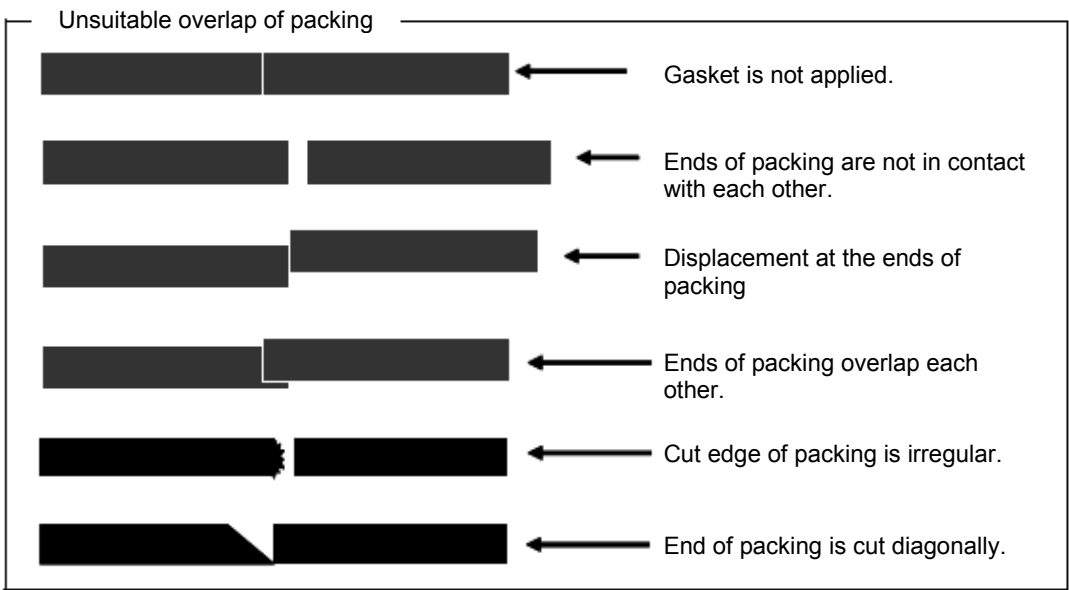 Unsuitable overlap of packing
Gasket is not applied.
Ends of packing are not in contact
with each other.
Displacement at the ends of
packing
Ends of packing overlap each
other.
Cut edge of packing is irregular.
End of packing is cut diagonally.